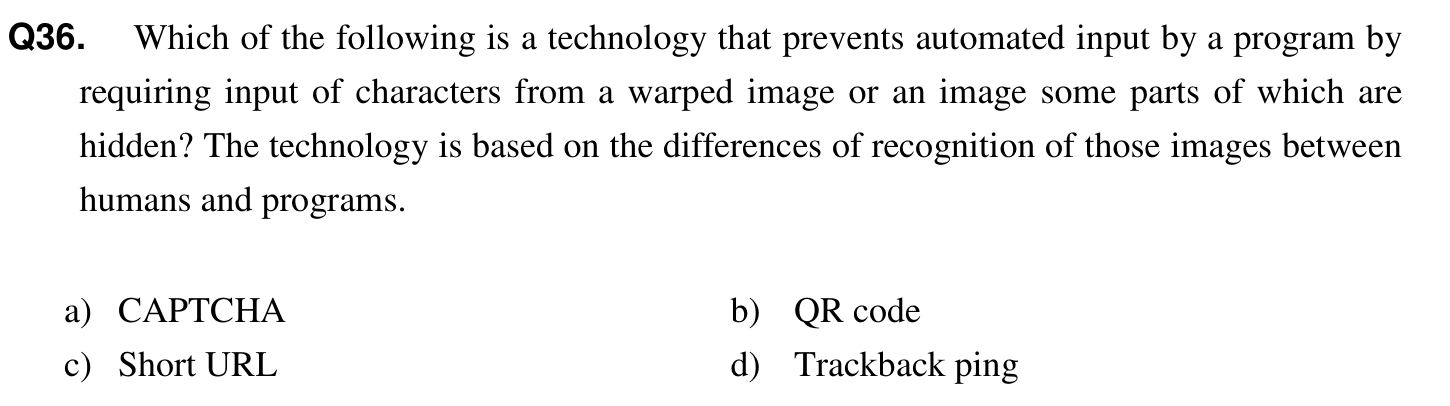 Q36. Which of the following is a technology that prevents automated input by a program by
requiring input of characters from a warped image or an image some parts of which are
hidden? The technology is based on the differences of recognition of those images between
humans and programs.
a) CAPTCHA b) QR code
c) Short URL d) Trackback ping